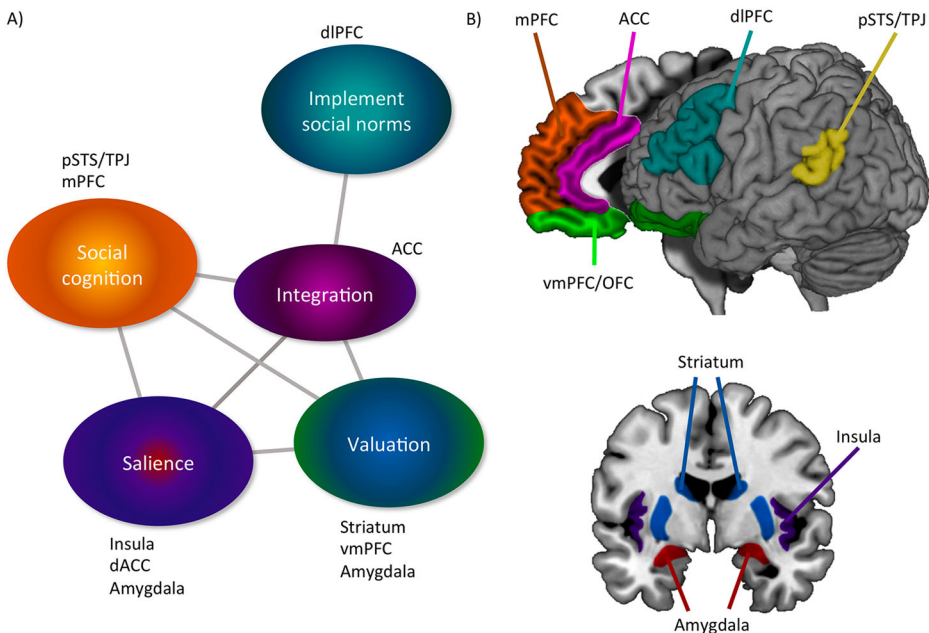 A)
dlPFC
Implement
social norms
pSTS/TPJ
mPFC
Social
cognition
ACC
Integration
Salience
Valuation
Insula
dACC
Amygdala
Striatum
vmPFC
Amygdala
B)
mPFC
ACC
dlPFC
pSTS/TPJ
vmPFC/OFC
Striatum
Insula
Amygdala